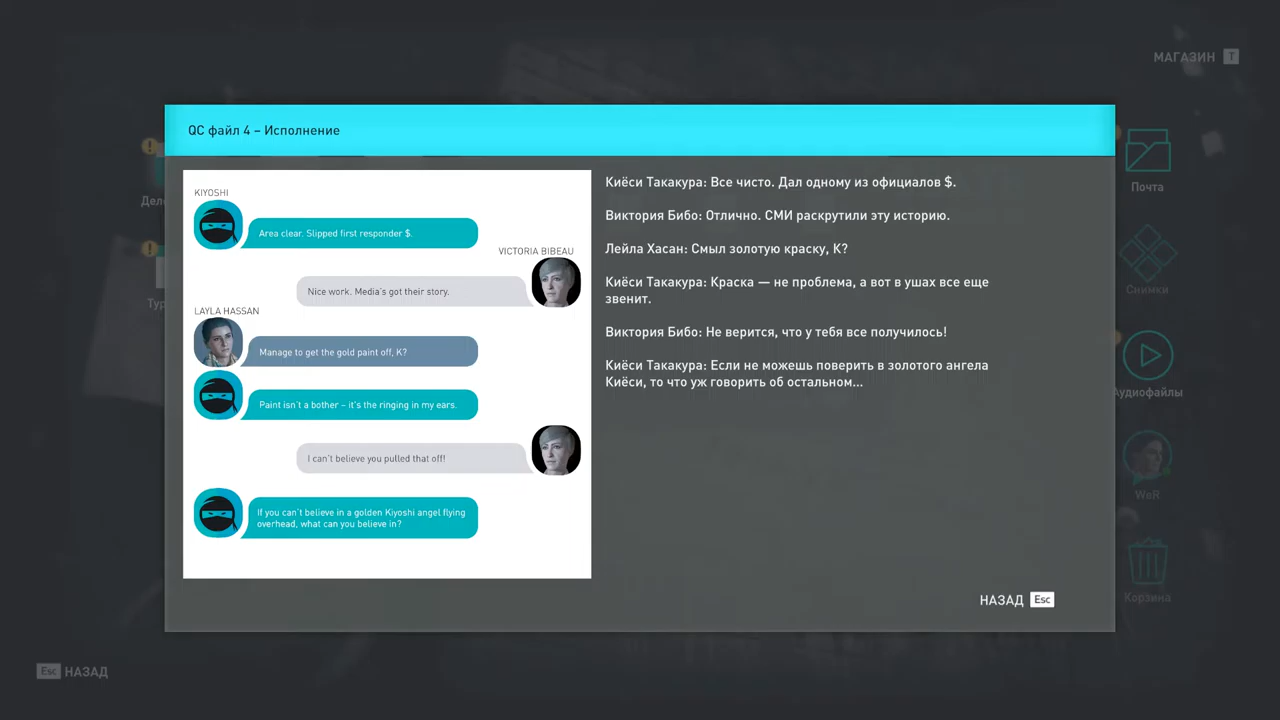 МАГАЗИН T
QC файл 4 – Исполнение
KIYOSHI
Area clear. Slipped first responder $.
VICTORIA BIBEAU
Nice work. Media's got their story.
LAYLA HASSAN
Manage to get the gold paint off, K?
Paint isn't a bother – it's the ringing in my ears.
I can't believe you pulled that off!
If you can't believe in a golden Kiyoshi angel flying
overhead, what can you believe in?
Киёси Такакура: Все чисто. Дал одному из официалов $.
Виктория Бибо: Отлично. СМИ раскрутили эту историю.
Лейла Хасан: Смыл золотую краску, К?
Киёси Такакура: Краска — не проблема, а вот в ушах все еще
звенит.
Виктория Бибо: Не верится, что у тебя все получилось!
Киёси Такакура: Если не можешь поверить в золотого ангела
Киёси, то что уж говорить об остальном...
НАЗАД Esc
Почта
Снимки
Аудиофайлы
WoR
Корзина
Esc НАЗАД